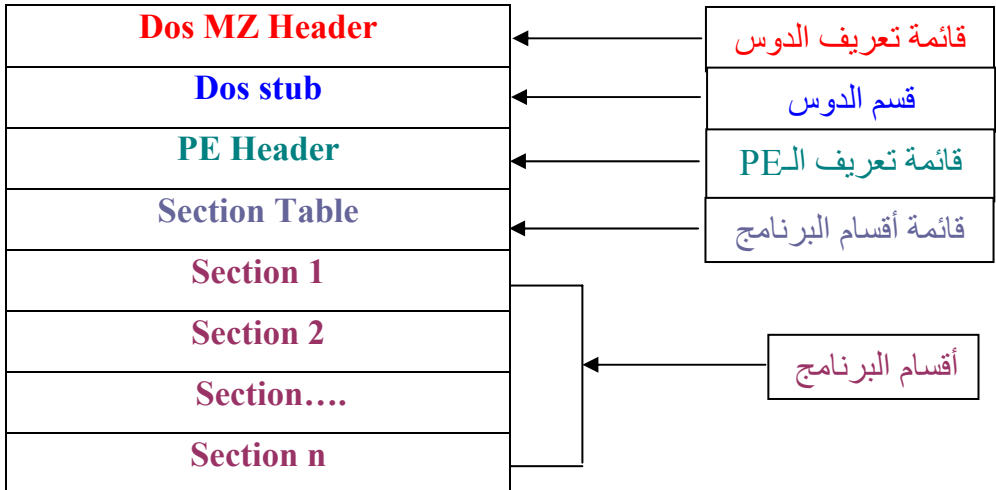 Dos MZ Header
قائمة تعريف الدوس
Dos stub
قسم الدوس
PE Header
قائمة تعريف الـPE
Section Table
قائمة أقسام البرنامج
Section 1
Section 2
أقسام البرنامج
Section….
Section n